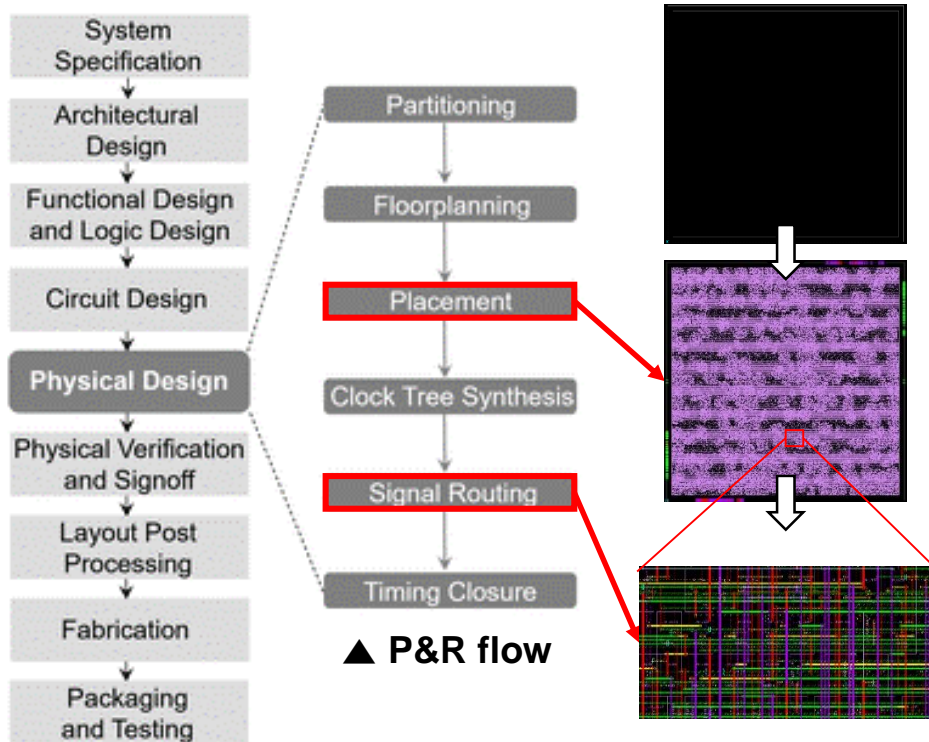 System
Specification
Architectural
Design
Functional Design
and Logic Design
Circuit Design
Physical Design
Physical Verification
and Signoff
Layout Post
Processing
Fabrication
Packaging
and Testing
Partitioning
Floorplanning
Placement
Clock Tree Synthesis
Signal Routing
Timing Closure
▲ P&R flow